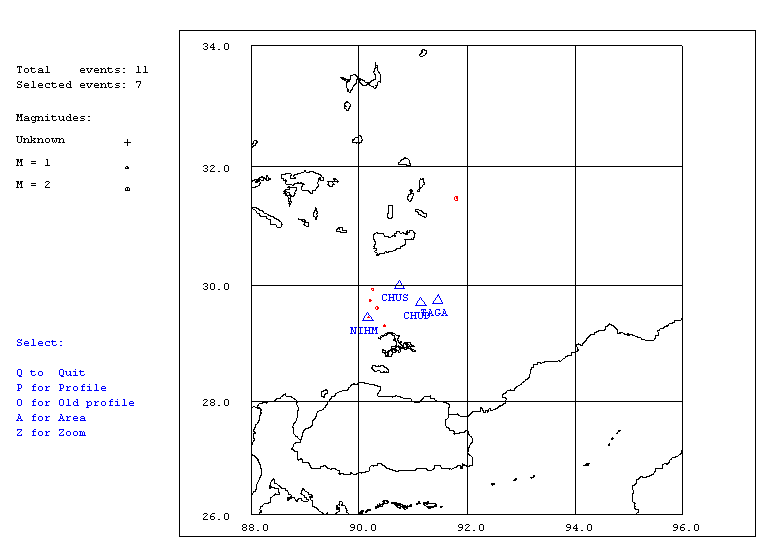 Total    events: 11
Selected events: 7
Magnitudes:
Unknown
M = 1
M = 2
Select:
Q to  Quit
P for Profile
O for Old profile
A for Area
Z for Zoom
34.0
32.0
30.0
28.0
26.0
88.0
90.0
92.0
94.0
96.0
CHUS
CHUD
TAGA
NIHM